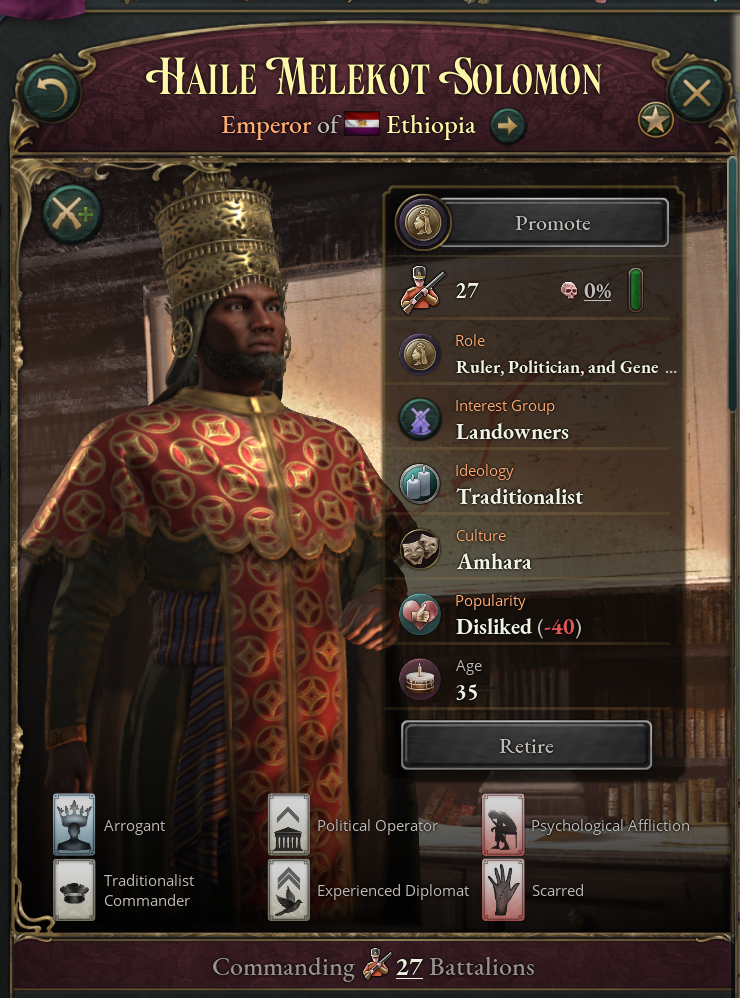 Haile Melekot Solomon
Emperor of Ethiopia
Promote
27 0%
Role
Ruler, Politician, and Gene ...
Interest Group
Landowners
Ideology
Traditionalist
Culture
Amhara
Popularity
Disliked (-40)
Age
35
Retire
Arrogant
Political Operator
Psychological Affliction
Traditionalist
Commander
Experienced Diplomat
Scarred
Commanding 27 Battalions